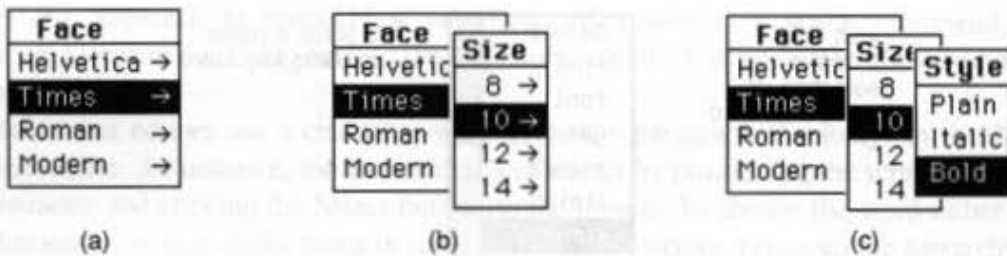 Face
Helvetica →
Times →
Roman →
Modern →
(a)
Face
Helvetic
Times
Roman
Modern
Size
8 →
10 →
12 →
14 →
(b)
Face
Helvetic
Times
Roman
Modern
Size
8
10
12
14
Style
Plain
Italic
Bold
(c)